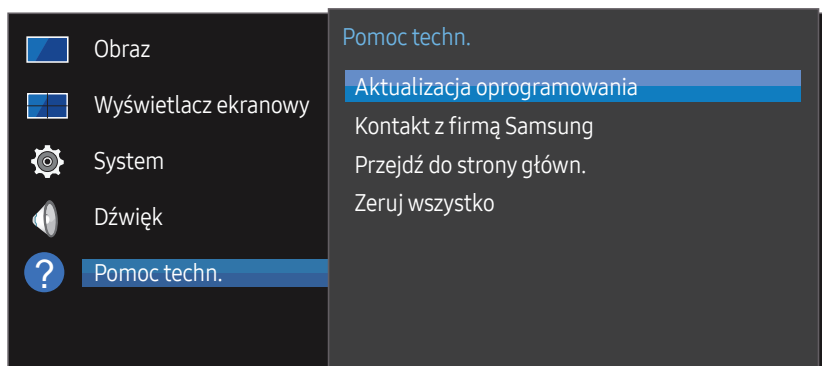 Obraz
Wyświetlacz ekranowy
System
Dźwięk
Pomoc techn.
Pomoc techn.
Aktualizacja oprogramowania
Kontakt z firmą Samsung
Przejdź do strony główn.
Zeruj wszystko